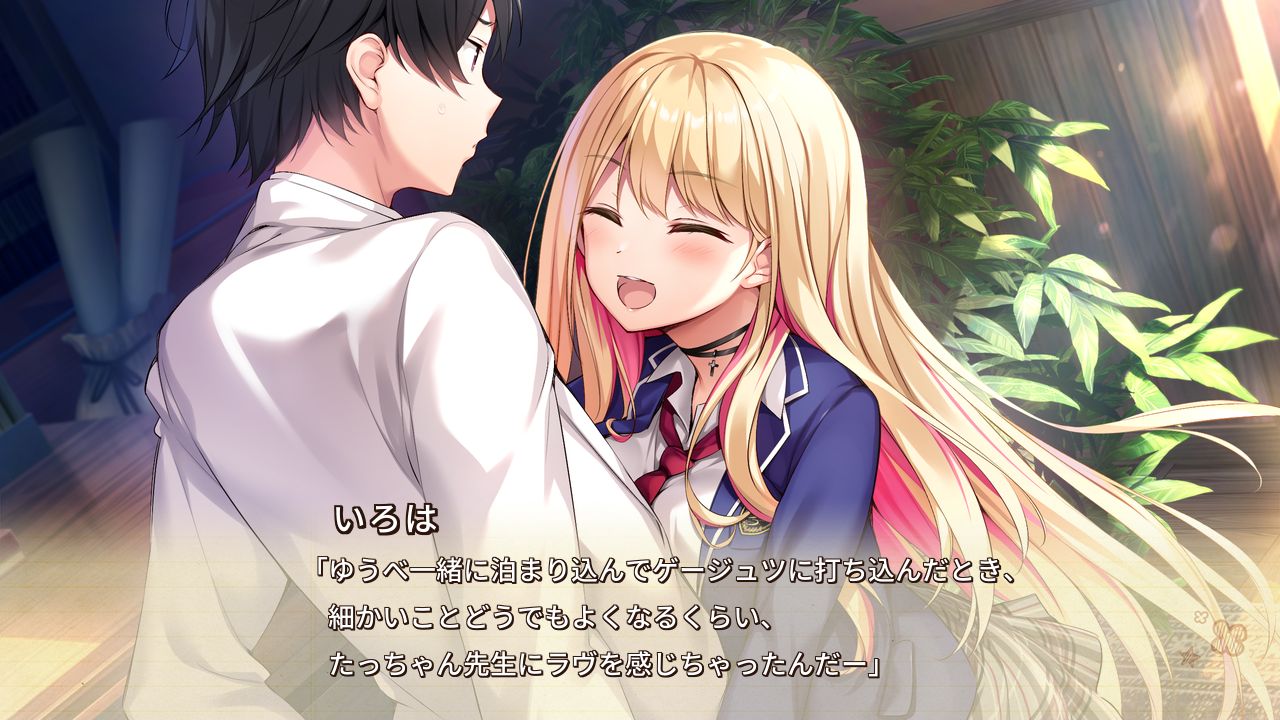 いろは
「ゆうべ一緒に泊まり込んでゲージュツに打ち込んだとき、
細かいことどうでもよくなるくらい、
たっちゃん先生にラヴを感じちゃったんだー」